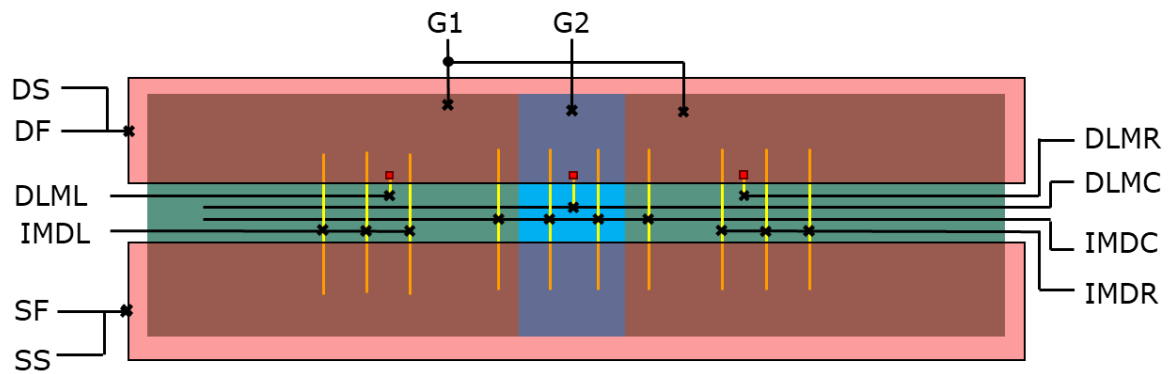 G1
G2
DS
DF
DLML
IMDL
SF
SS
DLMR
DLMC
IMDC
IMDR